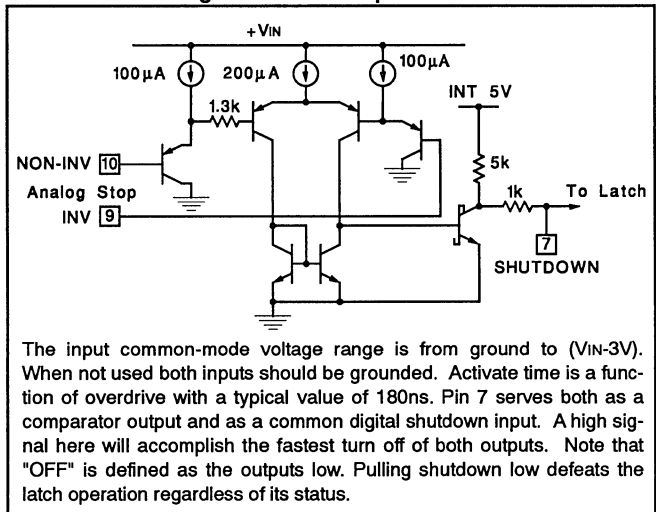 +VIN
100µA
200µA
100µA
INT 5V
1.3k
5k
NON-INV 10
1k
To Latch
Analog Stop
INV 9
7
SHUTDOWN
The input common-mode voltage range is from ground to (VIN-3V).
When not used both inputs should be grounded. Activate time is a func-
tion of overdrive with a typical value of 180ns. Pin 7 serves both as a
comparator output and as a common digital shutdown input. A high sig-
nal here will accomplish the fastest turn off of both outputs. Note that
"OFF" is defined as the outputs low. Pulling shutdown low defeats the
latch operation regardless of its status.